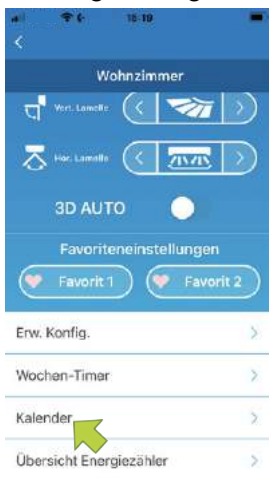 16:19
Wohnzimmer
Vert. Lamelle
Hor. Lamelle
3D AUTO
Favoriteneinstellungen
Favorit 1 Favorit 2
Erw. Konfig.
Wochen-Timer
Kalender
Übersicht Energiezähler